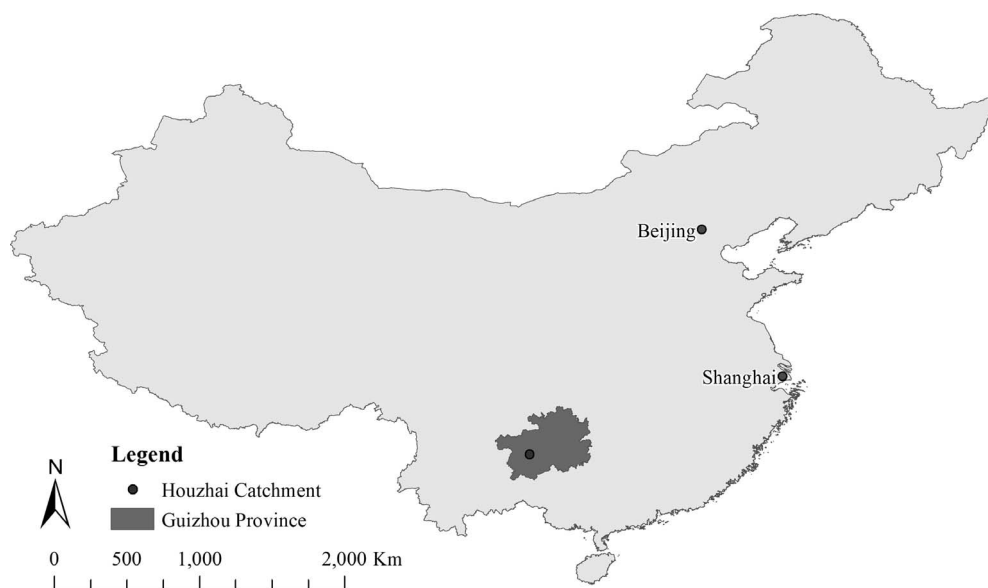 Beijing
Shanghai
Legend
N
Houzhai Catchment
Guizhou Province
0 500 1,000 2,000 Km